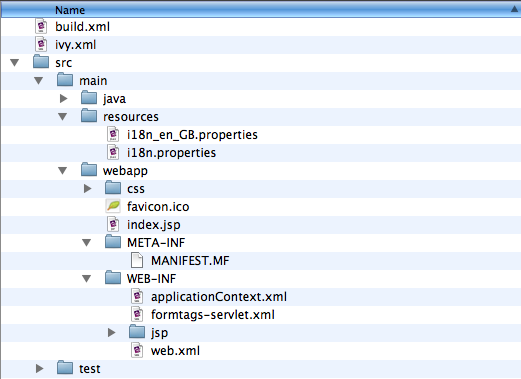 Name
build.xml
ivy.xml
src
main
java
resources
i18n_en_GB.properties
i18n.properties
webapp
css
favicon.ico
index.jsp
META-INF
MANIFEST.MF
WEB-INF
applicationContext.xml
formtags-servlet.xml
jsp
web.xml
test